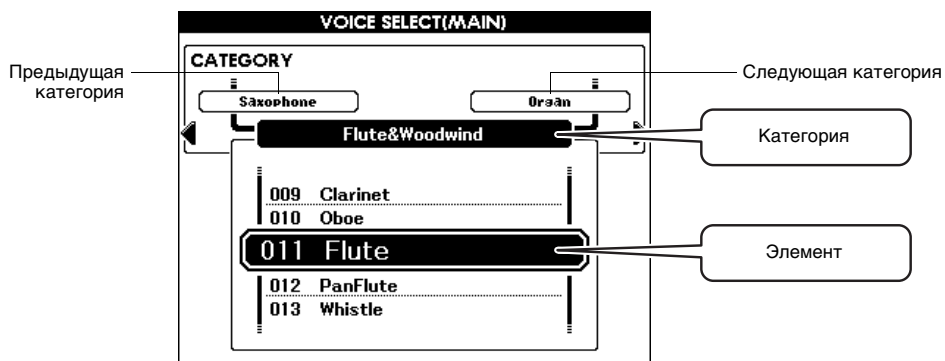 VOICE SELECT(MAIN)
CATEGORY
Предыдущая
категория
Следующая категория
Saxophone
Organ
Flute&Woodwind
Категория
009 Clarinet
010 Oboe
011 Flute
Элемент
012 PanFlute
013 Whistle